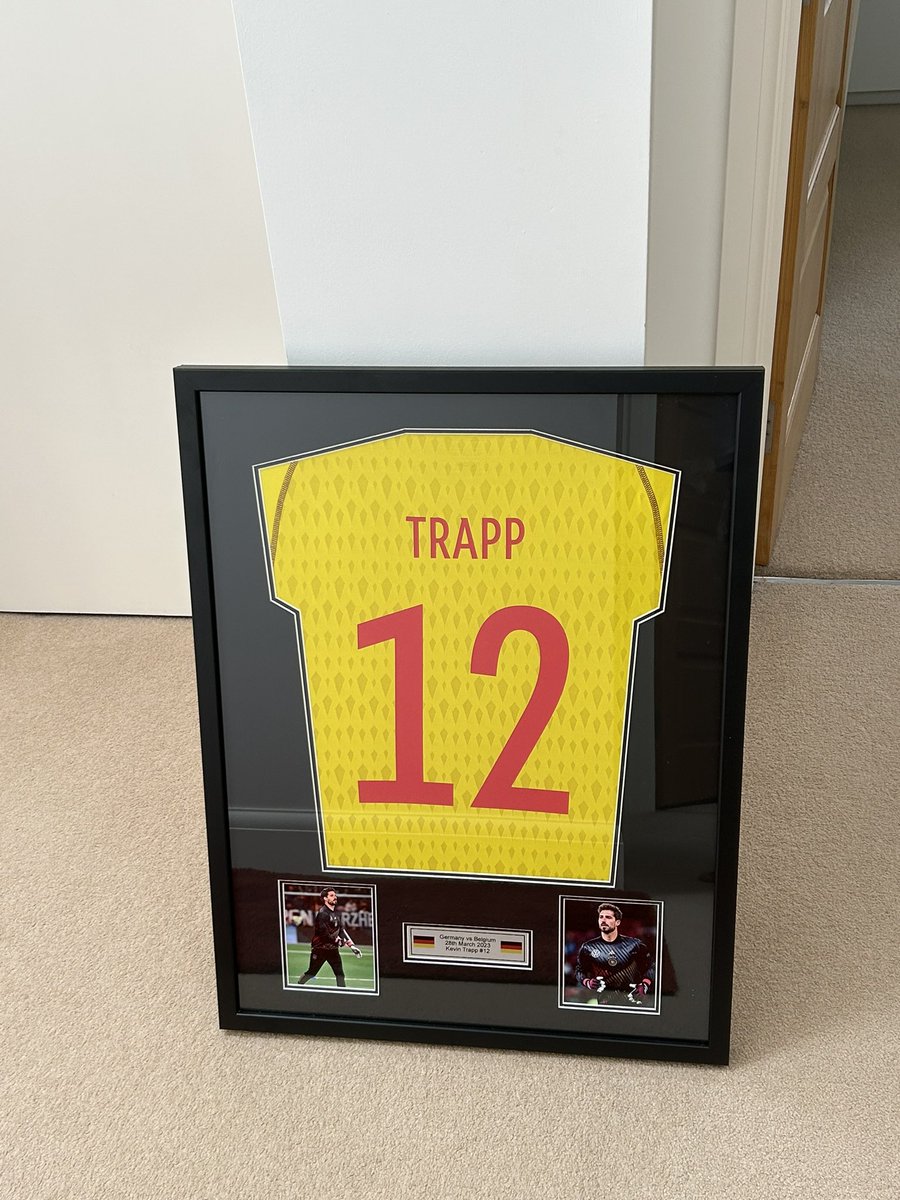 TRAPP
12
Germany vs Belgium
28th March 2023
Kevin Trapp #12